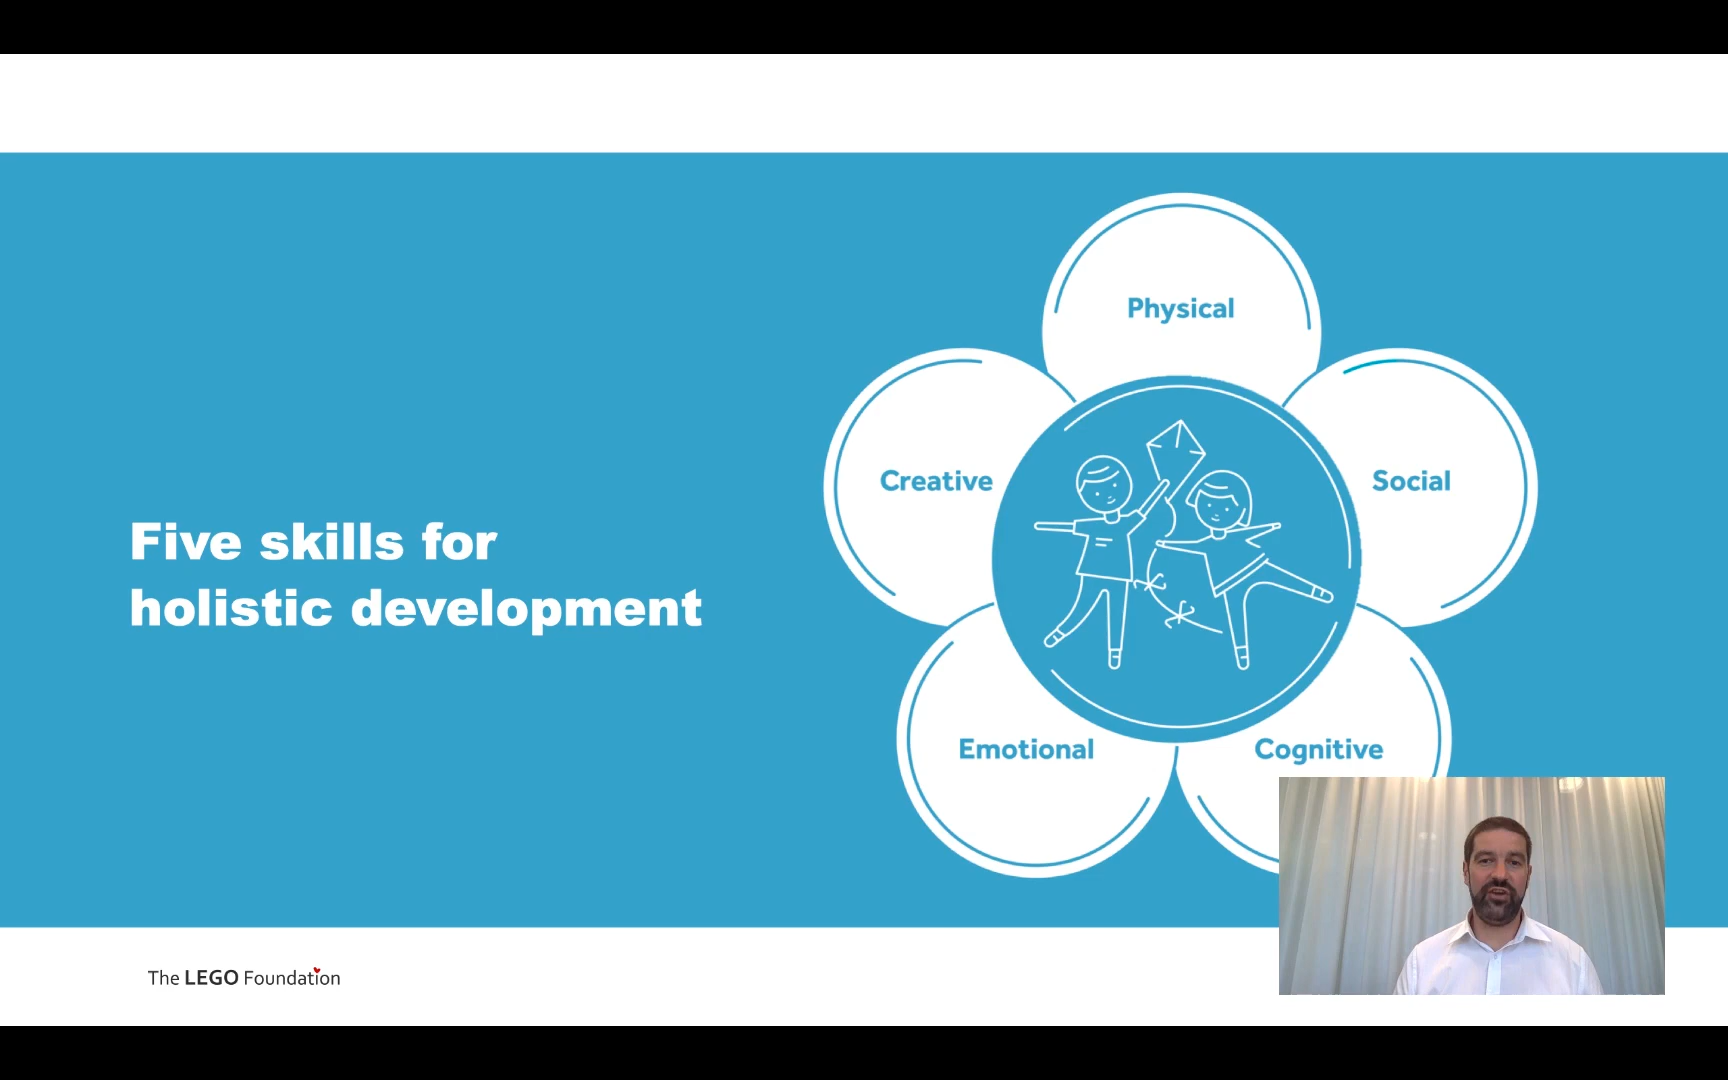 Physical
Creative
Social
Five skills for
holistic development
Emotional
Cognitive
The LEGO Foundation